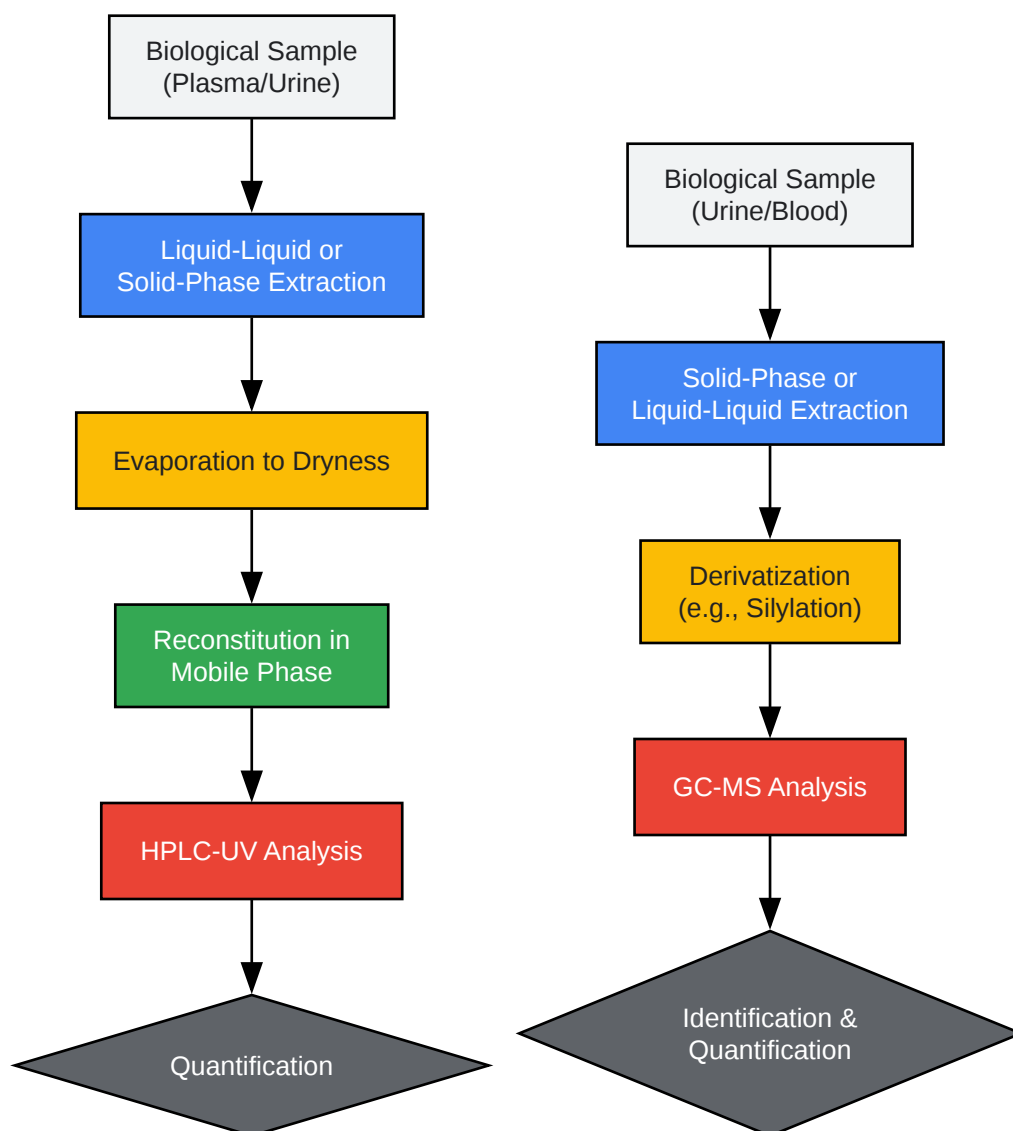 Biological Sample
(Plasma/Urine)
Liquid-Liquid or
Solid-Phase Extraction
Evaporation to Dryness
Reconstitution in
Mobile Phase
HPLC-UV Analysis
Quantification
Biological Sample
(Urine/Blood)
Solid-Phase or
Liquid-Liquid Extraction
Derivatization
(e.g., Silylation)
GC-MS Analysis
Identification &
Quantification